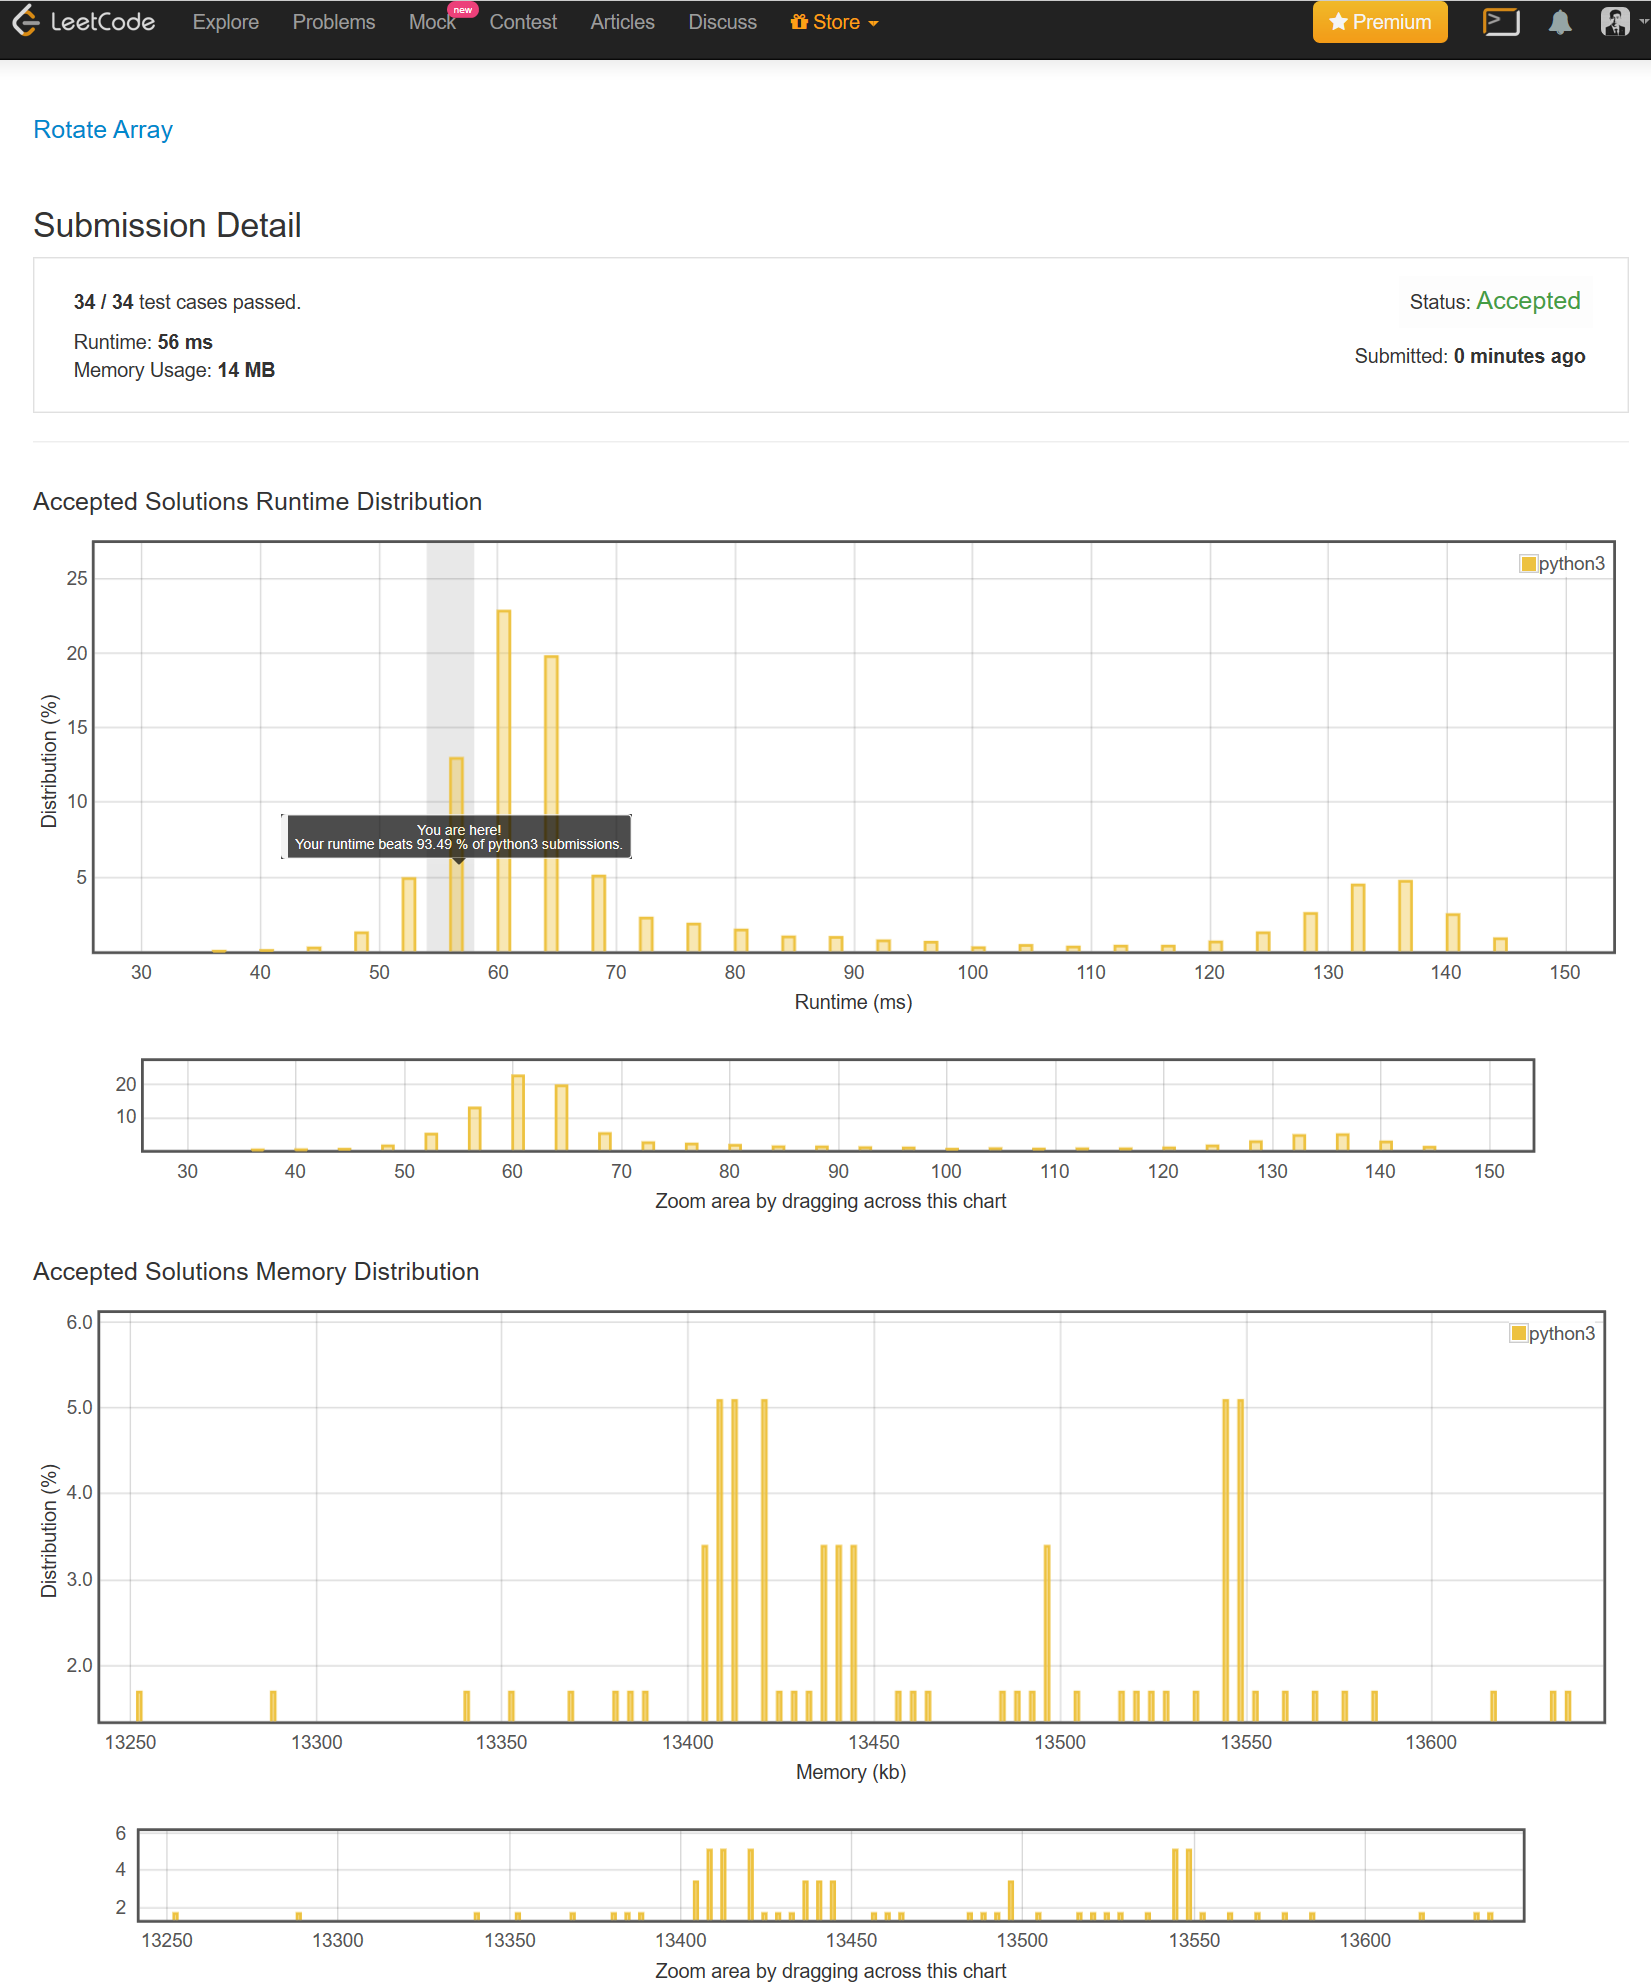 LeetCode Explore Problems Mock new Contest Articles Discuss Store Premium
Rotate Array
Submission Detail
34 / 34 test cases passed.
Status: Accepted
Runtime: 56 ms
Submitted: 0 minutes ago
Memory Usage: 14 MB
Accepted Solutions Runtime Distribution
python3
25
20
15
10
5
Distribution (%)
You are here!
Your runtime beats 93.49 % of python3 submissions.
30 40 50 60 70 80 90 100 110 120 130 140 150
Runtime (ms)
20
10
30 40 50 60 70 80 90 100 110 120 130 140 150
Zoom area by dragging across this chart
Accepted Solutions Memory Distribution
python3
6.0
5.0
4.0
3.0
2.0
Distribution (%)
13250 13300 13350 13400 13450 13500 13550 13600
Memory (kb)
6
4
2
13250 13300 13350 13400 13450 13500 13550 13600
Zoom area by dragging across this chart